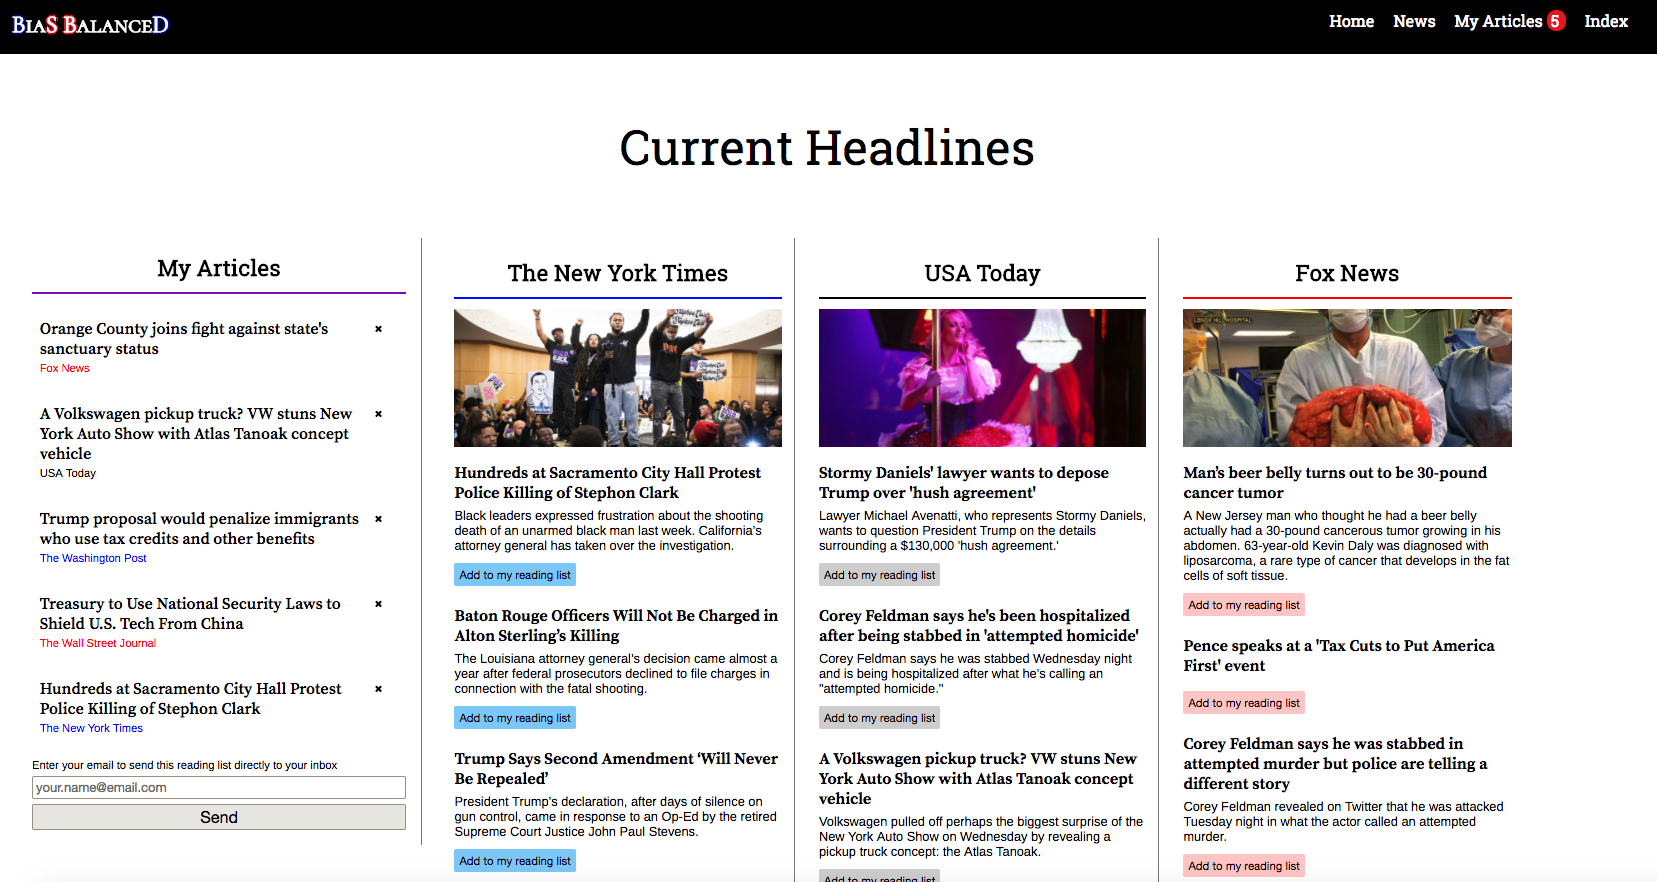 BiaS BalanceD
Home News My Articles 5 Index
Current Headlines
My Articles
Orange County joins fight against state's
sanctuary status
Fox News
A Volkswagen pickup truck? VW stuns New
York Auto Show with Atlas Tanoak concept
vehicle
USA Today
Trump proposal would penalize immigrants
who use tax credits and other benefits
The Washington Post
Treasury to Use National Security Laws to
Shield U.S. Tech From China
The Wall Street Journal
Hundreds at Sacramento City Hall Protest
Police Killing of Stephon Clark
The New York Times
Enter your email to send this reading list directly to your inbox
your.name@email.com
Send
The New York Times
Hundreds at Sacramento City Hall Protest
Police Killing of Stephon Clark
Black leaders expressed frustration about the shooting
death of an unarmed black man last week. California’s
attorney general has taken over the investigation.
Add to my reading list
Baton Rouge Officers Will Not Be Charged in
Alton Sterling’s Killing
The Louisiana attorney general’s decision came almost a
year after federal prosecutors declined to file charges in
connection with the fatal shooting.
Add to my reading list
Trump Says Second Amendment ‘Will Never
Be Repealed’
President Trump’s declaration, after days of silence on
gun control, came in response to an Op-Ed by the retired
Supreme Court Justice John Paul Stevens.
Add to my reading list
USA Today
Stormy Daniels' lawyer wants to depose
Trump over 'hush agreement'
Lawyer Michael Avenatti, who represents Stormy Daniels,
wants to question President Trump on the details
surrounding a $130,000 'hush agreement.'
Add to my reading list
Corey Feldman says he's been hospitalized
after being stabbed in 'attempted homicide'
Corey Feldman says he was stabbed Wednesday night
and is being hospitalized after what he's calling an
"attempted homicide."
Add to my reading list
A Volkswagen pickup truck? VW stuns New
York Auto Show with Atlas Tanoak concept
vehicle
Volkswagen pulled off perhaps the biggest surprise of the
New York Auto Show on Wednesday by revealing a
pickup truck concept: the Atlas Tanoak.
Add to my reading list
Fox News
LENOX HILL HOSPITAL
Man’s beer belly turns out to be 30-pound
cancer tumor
A New Jersey man who thought he had a beer belly
actually had a 30-pound cancerous tumor growing in his
abdomen. 63-year-old Kevin Daly was diagnosed with
liposarcoma, a rare type of cancer that develops in the fat
cells of soft tissue.
Add to my reading list
Pence speaks at a 'Tax Cuts to Put America
First' event
Add to my reading list
Corey Feldman says he was stabbed in
attempted murder but police are telling a
different story
Corey Feldman revealed on Twitter that he was attacked
Tuesday night in what the actor called an attempted
murder.
Add to my reading list